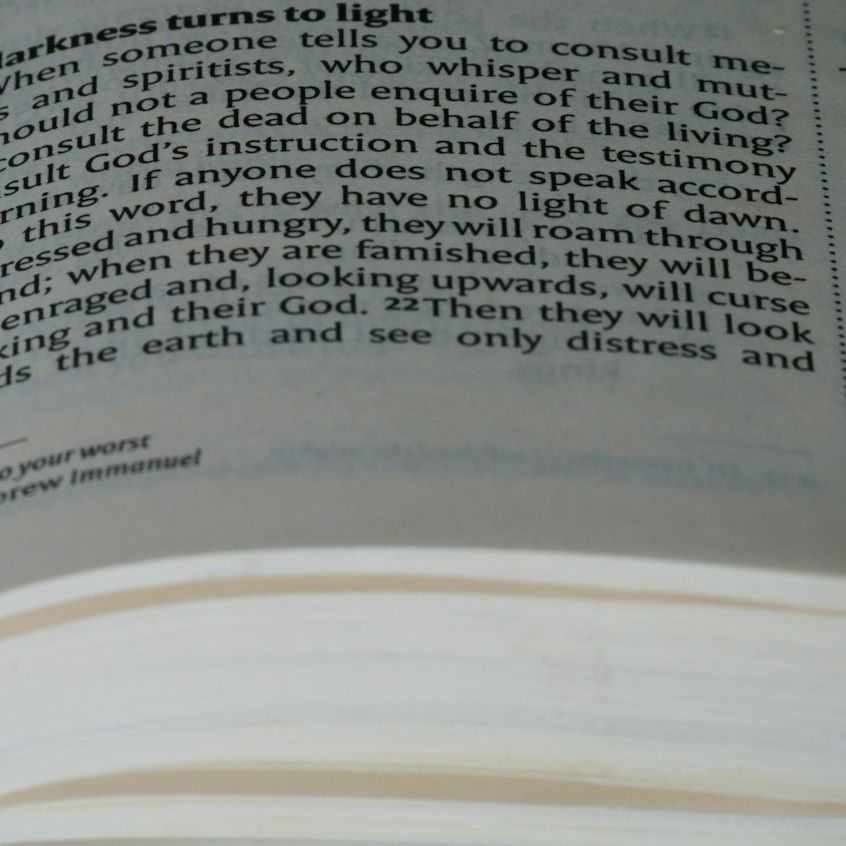 darkness turns to light
When someone tells you to consult me-
s and spiritists, who whisper and mut-
hould not a people enquire of their God?
consult the dead on behalf of the living?
sult God's instruction and the testimony
rning. If anyone does not speak accord-
this word, they have no light of dawn.
ressed and hungry, they will roam through
nd; when they are famished, they will be-
enraged and, looking upwards, will curse
king and their God. 22 Then they will look
ds the earth and see only distress and
o your worst
brew Immanuel